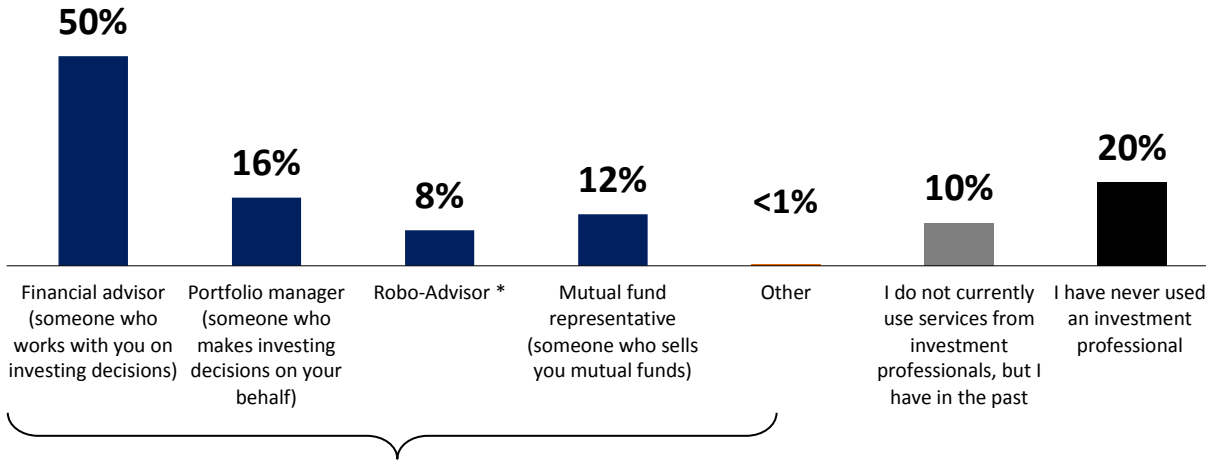 50%
16%
8%
12%
<1%
10%
20%
Financial advisor
(someone who
works with you on
investing decisions)
Portfolio manager
(someone who
makes investing
decisions on your
behalf)
Robo-Advisor *
Mutual fund
representative
(someone who sells
you mutual funds)
Other
I do not currently
use services from
investment
professionals, but I
have in the past
I have never used
an investment
professional